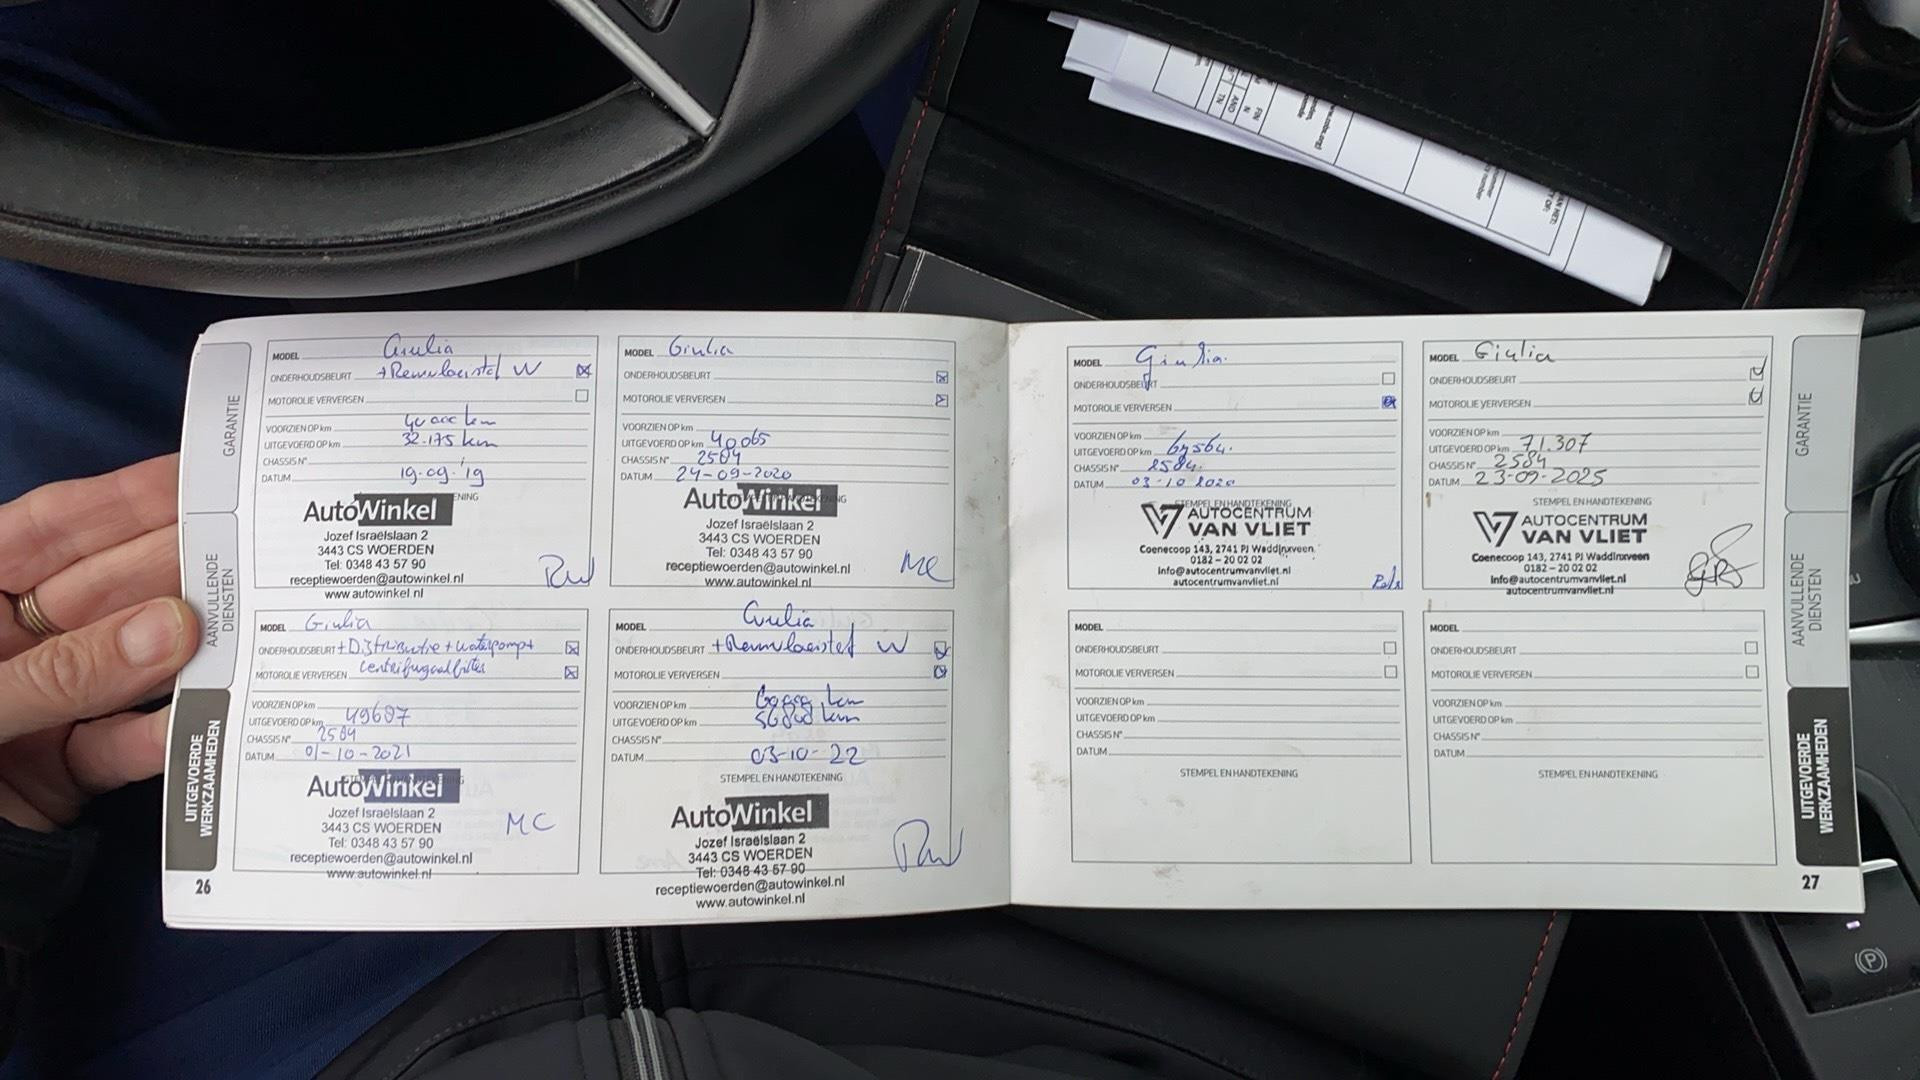 GARANTIE
AANVULLENDE
DIENSTEN
UITGEVOERDE
WERKZAAMHEDEN
26
MODEL Giulia
ONDERHOUDSBEURT +Remvloeistof W
MOTOROLIE VERVERSEN
VOORZIEN OP km km
UITGEVOERD OP km 32.175 km
CHASSIS N°
DATUM 19-09-'19
AutoWinkel
Jozef Israëlslaan 2
3443 CS WOERDEN
Tel: 0348 43 57 90
receptiewoerden@autowinkel.nl
www.autowinkel.nl
MODEL Giulia
ONDERHOUDSBEURT
MOTOROLIE VERVERSEN
VOORZIEN OP km
UITGEVOERD OP km 40065
CHASSIS N° 2584
DATUM 24-09-2020
AutoWinkel
Jozef Israëlslaan 2
3443 CS WOERDEN
Tel: 0348 43 57 90
receptiewoerden@autowinkel.nl
www.autowinkel.nl
MC
MODEL Giulia
ONDERHOUDSBEURT +Distributie + waterpomp+
centrifugaalfilter
MOTOROLIE VERVERSEN
VOORZIEN OP km
UITGEVOERD OP km 49607
CHASSIS N° 2584
DATUM 01-10-2021
AutoWinkel
Jozef Israëlslaan 2
3443 CS WOERDEN
Tel: 0348 43 57 90
receptiewoerden@autowinkel.nl
www.autowinkel.nl
MC
MODEL Giulia
ONDERHOUDSBEURT +Remvloeistof W
MOTOROLIE VERVERSEN
VOORZIEN OP km km
UITGEVOERD OP km km
CHASSIS N°
DATUM 03-10-22
STEMPEL EN HANDTEKENING
AutoWinkel
Jozef Israëlslaan 2
3443 CS WOERDEN
Tel: 0348 43 57 90
receptiewoerden@autowinkel.nl
www.autowinkel.nl
MODEL Giulia.
ONDERHOUDSBEURT
MOTOROLIE VERVERSEN
VOORZIEN OP km
UITGEVOERD OP km
CHASSIS N° 2584.
DATUM 03-10
STEMPEL EN HANDTEKENING
AUTOCENTRUM
VAN VLIET
Coenecoop 143, 2741 PJ Waddinxveen
0182 - 20 02 02
info@autocentrumvanvliet.nl
autocentrumvanvliet.nl
MODEL Giulia
ONDERHOUDSBEURT
MOTOROLIE VERVERSEN
VOORZIEN OP km
UITGEVOERD OP km 71.307
CHASSIS N° 2584
DATUM 23-09-2025
STEMPEL EN HANDTEKENING
AUTOCENTRUM
VAN VLIET
Coenecoop 143, 2741 PJ Waddinxveen
0182 - 20 02 02
info@autocentrumvanvliet.nl
autocentrumvanvliet.nl
MODEL
ONDERHOUDSBEURT
MOTOROLIE VERVERSEN
VOORZIEN OP km
UITGEVOERD OP km
CHASSIS N°
DATUM
STEMPEL EN HANDTEKENING
MODEL
ONDERHOUDSBEURT
MOTOROLIE VERVERSEN
VOORZIEN OP km
UITGEVOERD OP km
CHASSIS N°
DATUM
STEMPEL EN HANDTEKENING
GARANTIE
AANVULLENDE
DIENSTEN
UITGEVOERDE
WERKZAAMHEDEN
27
P